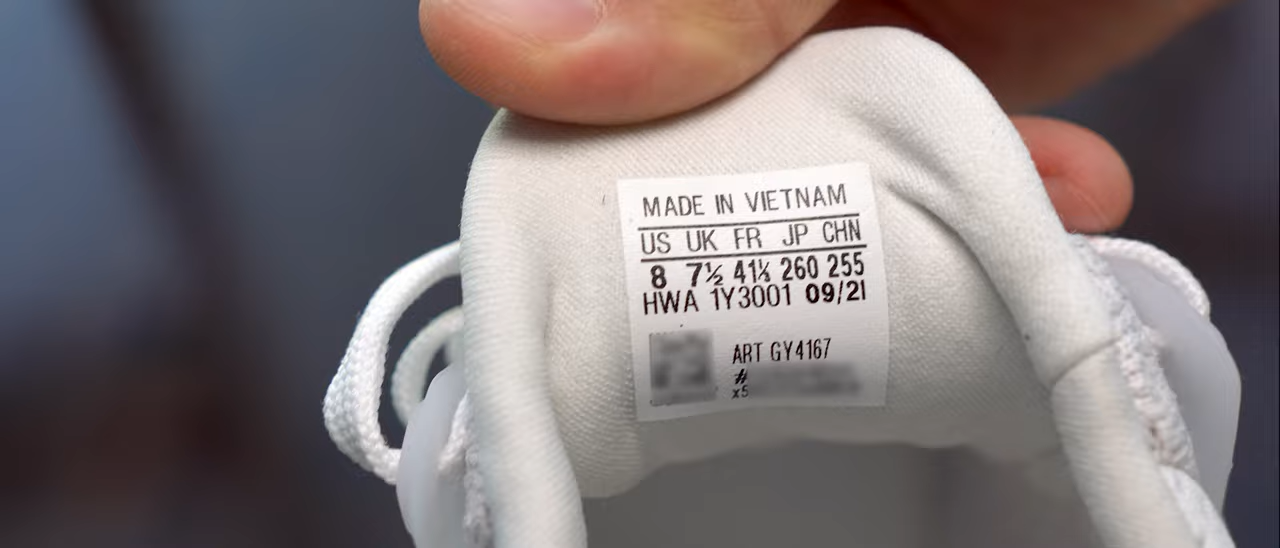 MADE IN VIETNAM
US UK FR JP CHN
8 7½ 41⅓ 260 255
HWA 1Y3001 09/21
ART GY4167
#
x5